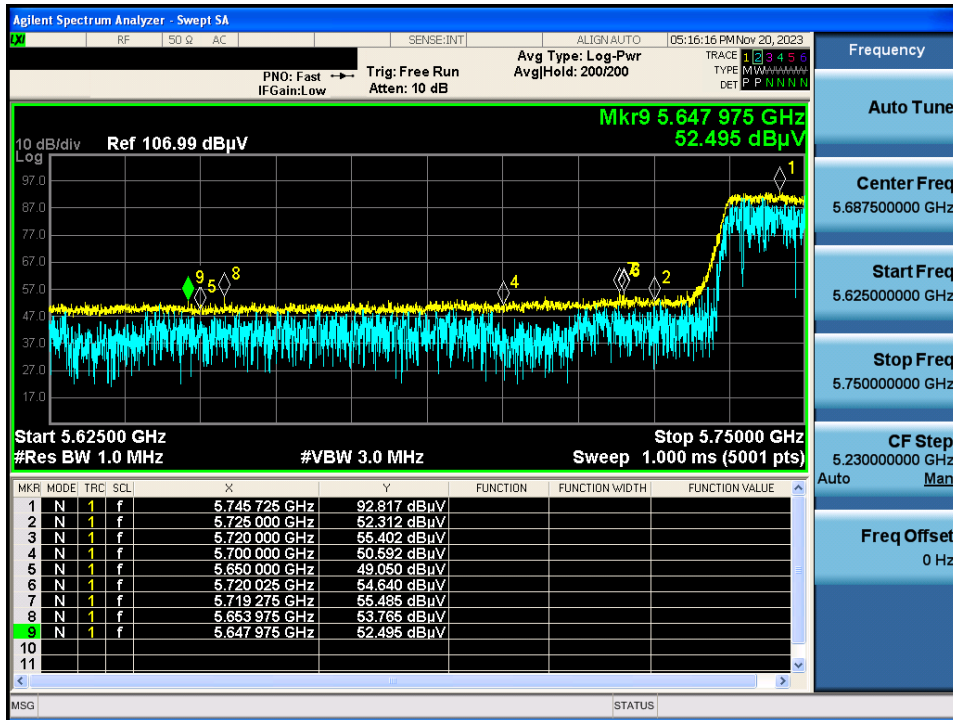 Agilent Spectrum Analyzer - Swept SA
LXI RF 50 Ω AC SENSE:INT ALIGN AUTO 05:16:16 PM Nov 20, 2023
Frequency
PNO: Fast Trig: Free Run Avg Type: Log-Pwr TRACE 1 2 3 4 5 6
IFGain:Low Atten: 10 dB Avg|Hold: 200/200 TYPE M W W W W W
DET P P N N N N
Auto Tune
Mkr9 5.647 975 GHz
52.495 dBµV
10 dB/div Ref 106.99 dBµV
Log
97.0
87.0
77.0
67.0
57.0
47.0
37.0
27.0
17.0
1
9 5 8 4 7 6 2
Center Freq
5.687500000 GHz
Start Freq
5.625000000 GHz
Stop Freq
5.750000000 GHz
CF Step
5.230000000 GHz
Auto Man
Freq Offset
0 Hz
Start 5.62500 GHz Stop 5.75000 GHz
#Res BW 1.0 MHz #VBW 3.0 MHz Sweep 1.000 ms (5001 pts)
MKR MODE TRC SCL X Y FUNCTION FUNCTION WIDTH FUNCTION VALUE
1 N 1 f 5.745 725 GHz 92.817 dBµV
2 N 1 f 5.725 000 GHz 52.312 dBµV
3 N 1 f 5.720 000 GHz 55.402 dBµV
4 N 1 f 5.700 000 GHz 50.592 dBµV
5 N 1 f 5.650 000 GHz 49.050 dBµV
6 N 1 f 5.720 025 GHz 54.640 dBµV
7 N 1 f 5.719 275 GHz 55.485 dBµV
8 N 1 f 5.653 975 GHz 53.765 dBµV
9 N 1 f 5.647 975 GHz 52.495 dBµV
10
11
MSG STATUS